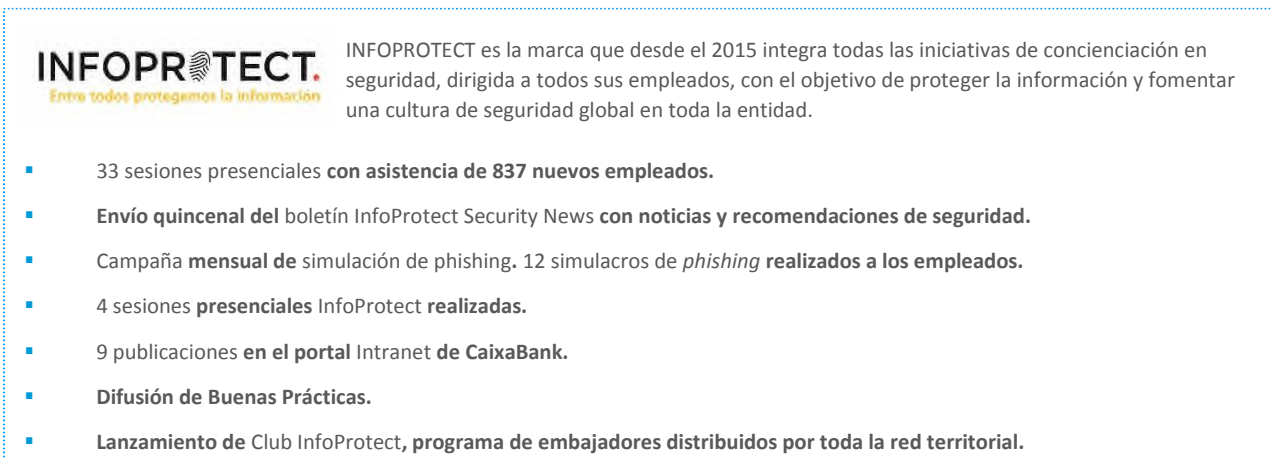 INFOPROTECT.
Entre todos protegemos la información
INFOPROTECT es la marca que desde el 2015 integra todas las iniciativas de concienciación en
seguridad, dirigida a todos sus empleados, con el objetivo de proteger la información y fomentar
una cultura de seguridad global en toda la entidad.
▪ 33 sesiones presenciales con asistencia de 837 nuevos empleados.
▪ Envío quincenal del boletín InfoProtect Security News con noticias y recomendaciones de seguridad.
▪ Campaña mensual de simulación de phishing. 12 simulacros de phishing realizados a los empleados.
▪ 4 sesiones presenciales InfoProtect realizadas.
▪ 9 publicaciones en el portal Intranet de CaixaBank.
▪ Difusión de Buenas Prácticas.
▪ Lanzamiento de Club InfoProtect, programa de embajadores distribuidos por toda la red territorial.